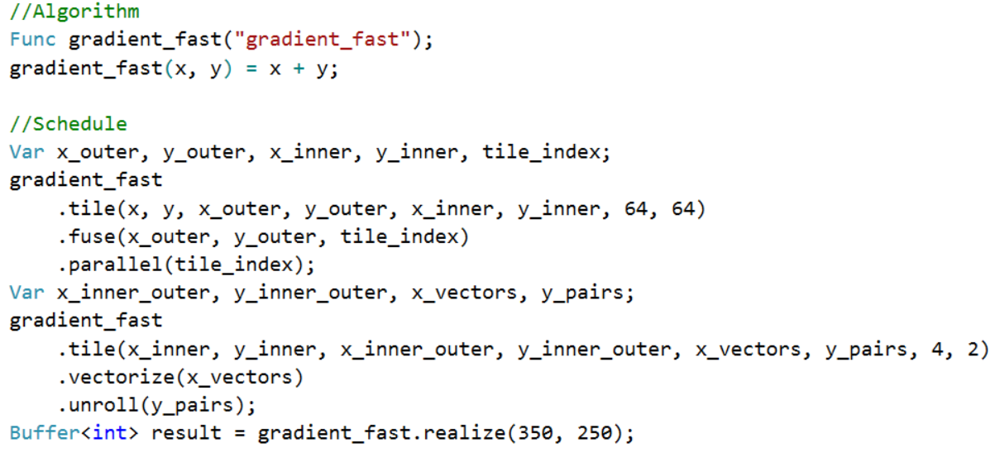 //Algorithm
Func gradient_fast("gradient_fast");
gradient_fast(x, y) = x + y;
//Schedule
Var x_outer, y_outer, x_inner, y_inner, tile_index;
gradient_fast
.tile(x, y, x_outer, y_outer, x_inner, y_inner, 64, 64)
.fuse(x_outer, y_outer, tile_index)
.parallel(tile_index);
Var x_inner_outer, y_inner_outer, x_vectors, y_pairs;
gradient_fast
.tile(x_inner, y_inner, x_inner_outer, y_inner_outer, x_vectors, y_pairs, 4, 2)
.vectorize(x_vectors)
.unroll(y_pairs);
Buffer<int> result = gradient_fast.realize(350, 250);